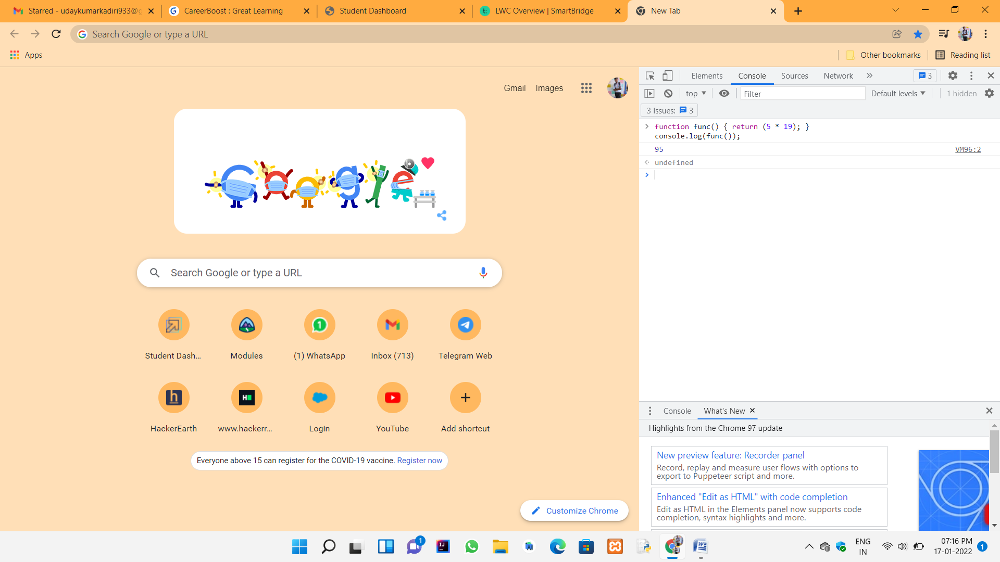 Starred - udaykumarkadiri933@g
CareerBoost : Great Learning
Student Dashboard
LWC Overview | SmartBridge
New Tab
Search Google or type a URL
Apps
Other bookmarks
Reading list
Gmail
Images
Search Google or type a URL
Student Dash...
Modules
(1) WhatsApp
Inbox (713)
Telegram Web
HackerEarth
www.hackerr...
Login
YouTube
Add shortcut
Everyone above 15 can register for the COVID-19 vaccine. Register now
Customize Chrome
Elements
Console
Sources
Network
3
top
Filter
Default levels
1 hidden
3 Issues: 3
function func() { return (5 * 19); }
console.log(func());
95
VM96:2
undefined
Console
What's New
Highlights from the Chrome 97 update
New preview feature: Recorder panel
Record, replay and measure user flows with options to
export to Puppeteer script and more.
Enhanced "Edit as HTML" with code completion
Edit as HTML in the Elements panel now supports code
completion, syntax highlights and more.
1
ENG
IN
07:16 PM
17-01-2022
1